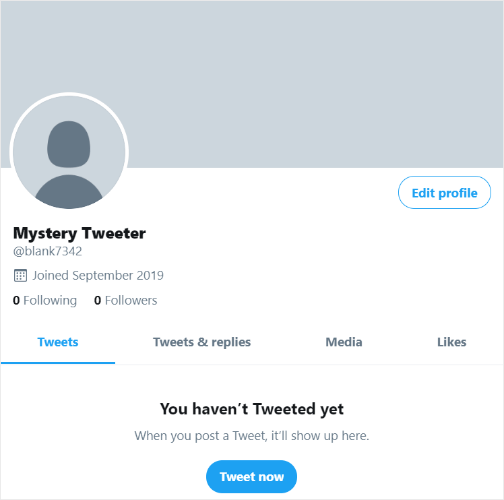 Edit profile
Mystery Tweeter
@blank7342
Joined September 2019
0 Following 0 Followers
Tweets Tweets & replies Media Likes
You haven’t Tweeted yet
When you post a Tweet, it’ll show up here.
Tweet now